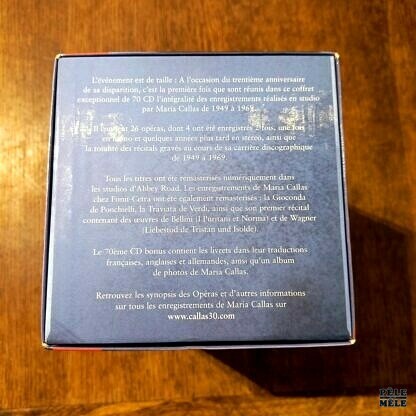 L'événement est de taille : A l'occasion du trentième anniversaire
de sa disparition, c'est la première fois que sont réunis dans ce coffret
exceptionnel de 70 CD l'intégralité des enregistrements réalisés en studio
par Maria Callas de 1949 à 1969.
Il contient 26 opéras, dont 4 ont été enregistrés 2 fois, une fois
en mono et quelques années plus tard en stéréo, ainsi que
la totalité des récitals gravés au cours de sa carrière discographique
de 1949 à 1969.
Tous les titres ont été remasterisés numériquement dans
les studios d'Abbey Road. Les enregistrements de Maria Callas
chez Fonit-Cetra ont été également remasterisés : la Gioconda
de Ponchielli, la Traviata de Verdi, ainsi que son premier récital
contenant des œuvres de Bellini (I Puritani et Norma) et de Wagner
(Liebestod de Tristan und Isolde).
Le 70ème CD bonus contient les livrets dans leur traductions
françaises, anglaises et allemandes, ainsi qu'un album
de photos de Maria Callas.
Retrouvez les synopsis des Opéras et d'autres informations
sur tous les enregistrements de Maria Callas sur
www.callas30.com
PÊLE
MÊLE